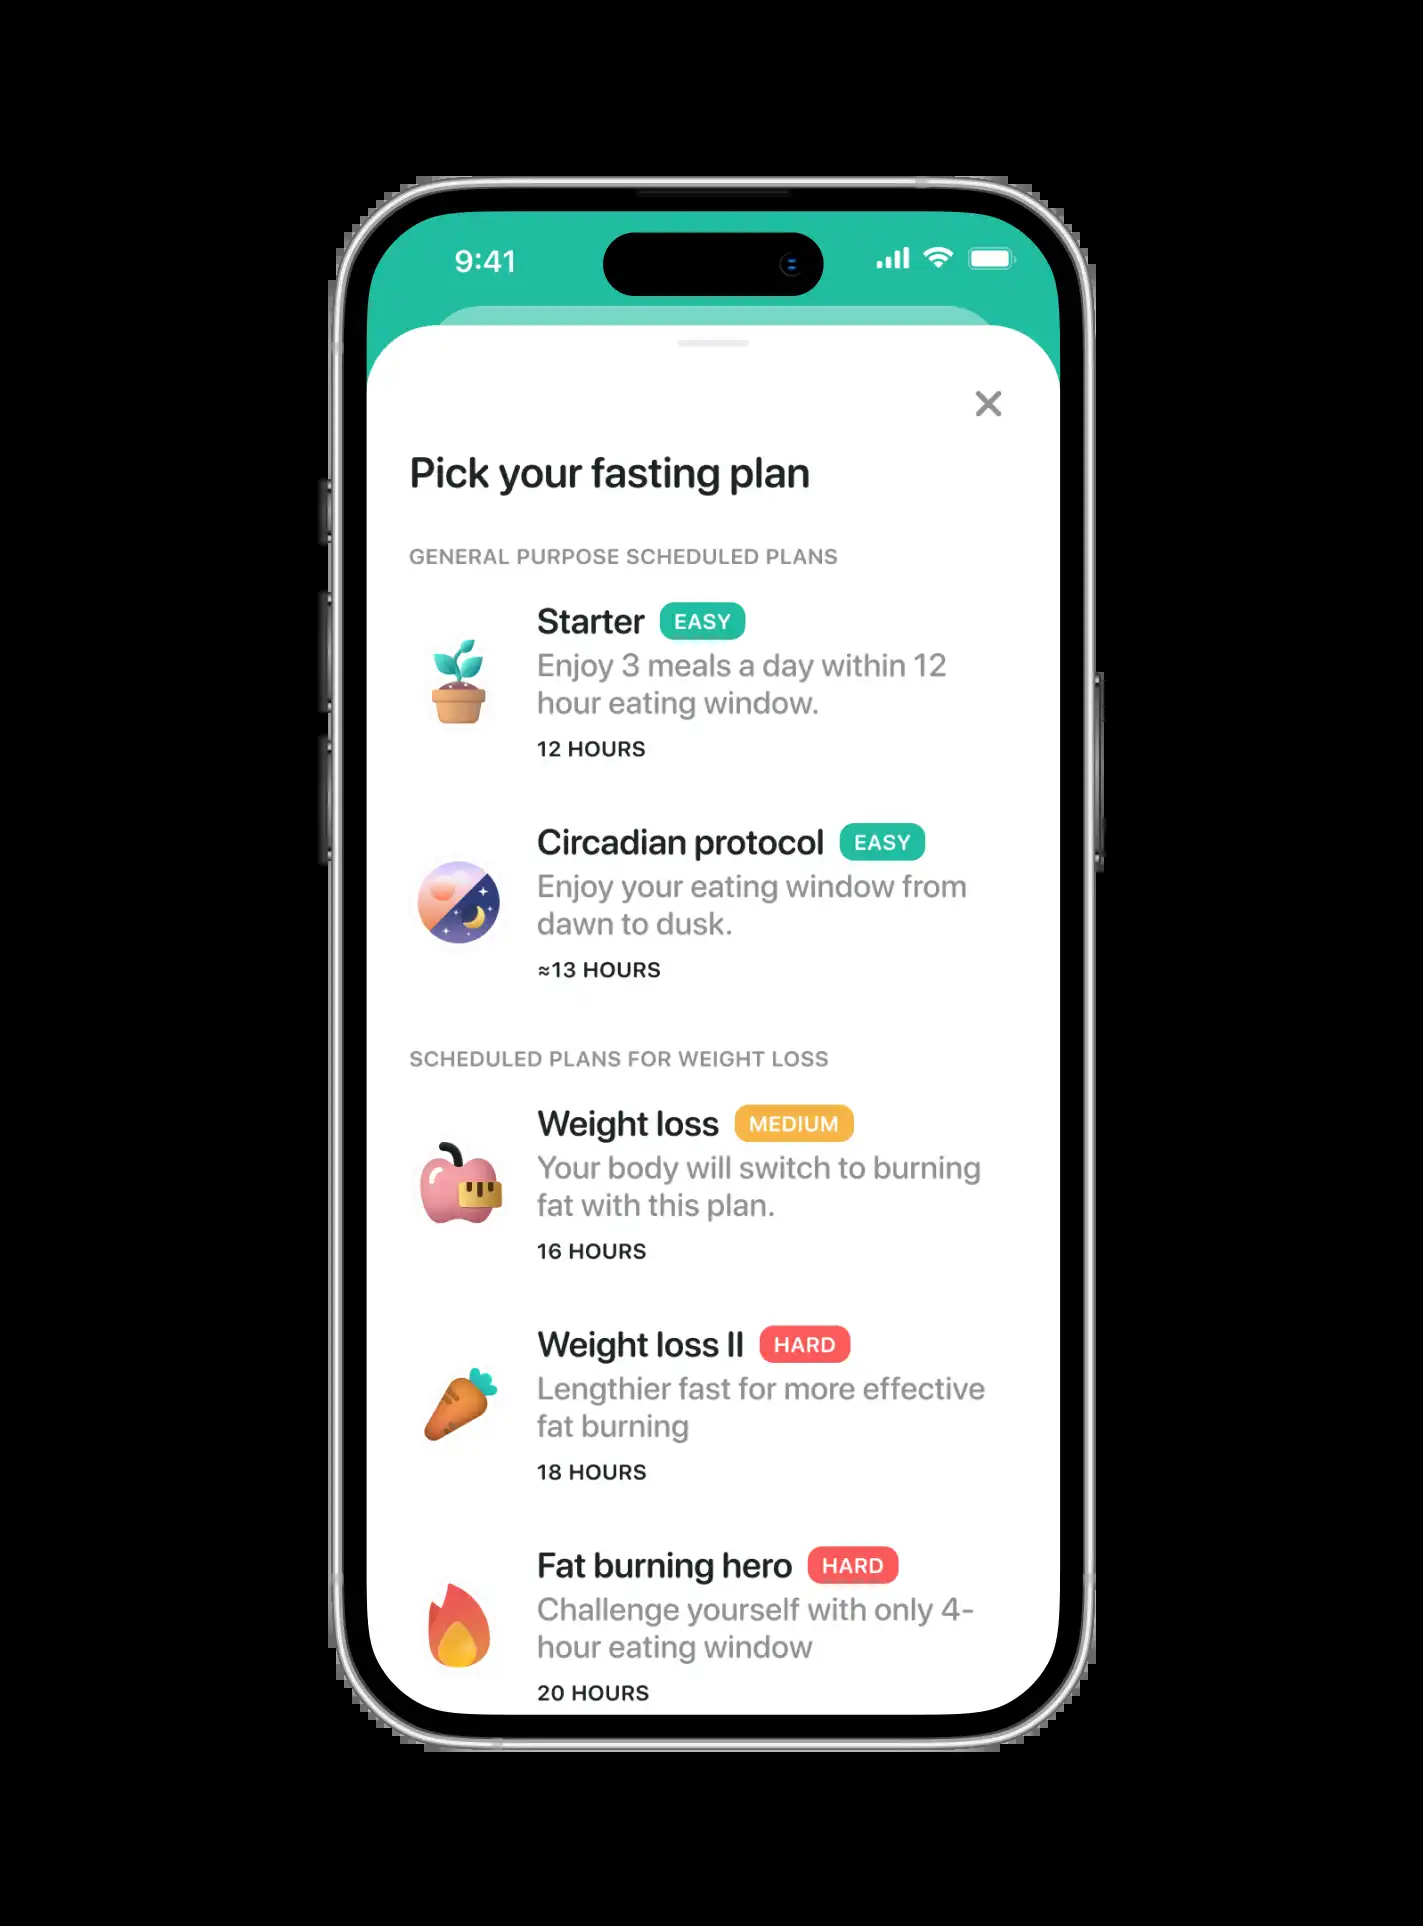 9:41
Pick your fasting plan
GENERAL PURPOSE SCHEDULED PLANS
Starter EASY
Enjoy 3 meals a day within 12
hour eating window.
12 HOURS
Circadian protocol EASY
Enjoy your eating window from
dawn to dusk.
≈13 HOURS
SCHEDULED PLANS FOR WEIGHT LOSS
Weight loss MEDIUM
Your body will switch to burning
fat with this plan.
16 HOURS
Weight loss II HARD
Lengthier fast for more effective
fat burning
18 HOURS
Fat burning hero HARD
Challenge yourself with only 4-
hour eating window
20 HOURS